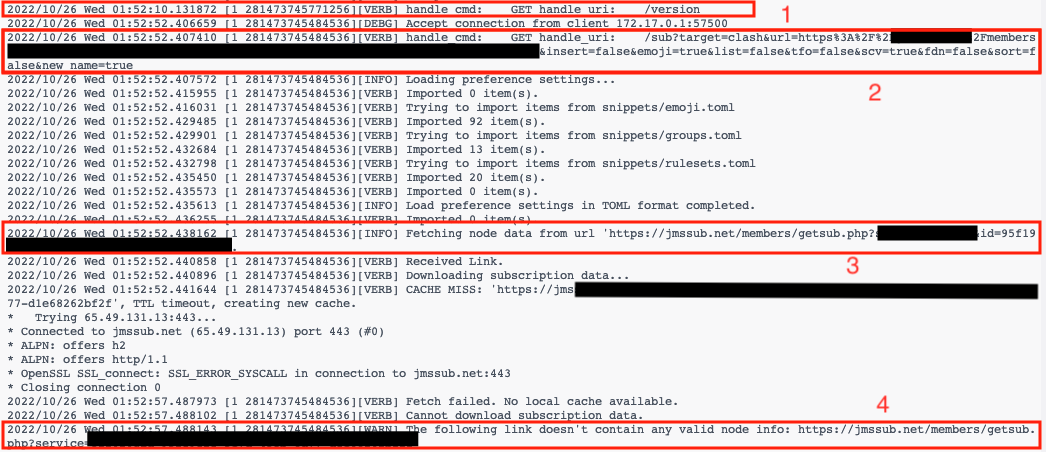 2022/10/26 Wed 01:52:10.131872 [1 281473745771256][VERB] handle_cmd:    GET handle_uri:    /version
1
2022/10/26 Wed 01:52:52.406659 [1 281473745484536][DEBG] Accept connection from client 172.17.0.1:57500
2022/10/26 Wed 01:52:52.407410 [1 281473745484536][VERB] handle_cmd:    GET handle_uri:    /sub?target=clash&url=https%3A%2F%2 2Fmembers
&insert=false&emoji=true&list=false&tfo=false&scv=true&fdn=false&sort=f
alse&new_name=true
2022/10/26 Wed 01:52:52.407572 [1 281473745484536][INFO] Loading preference settings...
2
2022/10/26 Wed 01:52:52.415955 [1 281473745484536][VERB] Imported 0 item(s).
2022/10/26 Wed 01:52:52.416031 [1 281473745484536][VERB] Trying to import items from snippets/emoji.toml
2022/10/26 Wed 01:52:52.429485 [1 281473745484536][VERB] Imported 92 item(s).
2022/10/26 Wed 01:52:52.429901 [1 281473745484536][VERB] Trying to import items from snippets/groups.toml
2022/10/26 Wed 01:52:52.432684 [1 281473745484536][VERB] Imported 13 item(s).
2022/10/26 Wed 01:52:52.432798 [1 281473745484536][VERB] Trying to import items from snippets/rulesets.toml
2022/10/26 Wed 01:52:52.435450 [1 281473745484536][VERB] Imported 20 item(s).
2022/10/26 Wed 01:52:52.435573 [1 281473745484536][VERB] Imported 0 item(s).
2022/10/26 Wed 01:52:52.435613 [1 281473745484536][INFO] Load preference settings in TOML format completed.
2022/10/26 Wed 01:52:52.436255 [1 281473745484536][VERB] Imported 0 item(s).
2022/10/26 Wed 01:52:52.438162 [1 281473745484536][INFO] Fetching node data from url 'https://jmssub.net/members/getsub.php? &id=95f19
.
3
2022/10/26 Wed 01:52:52.440858 [1 281473745484536][VERB] Received Link.
2022/10/26 Wed 01:52:52.440896 [1 281473745484536][VERB] Downloading subscription data...
2022/10/26 Wed 01:52:52.441644 [1 281473745484536][VERB] CACHE MISS: 'https://jms
77-d1e68262bf2f', TTL timeout, creating new cache.
*   Trying 65.49.131.13:443...
* Connected to jmssub.net (65.49.131.13) port 443 (#0)
* ALPN: offers h2
* ALPN: offers http/1.1
* OpenSSL SSL_connect: SSL_ERROR_SYSCALL in connection to jmssub.net:443
* Closing connection 0
2022/10/26 Wed 01:52:57.487973 [1 281473745484536][VERB] Fetch failed. No local cache available.
4
2022/10/26 Wed 01:52:57.488102 [1 281473745484536][VERB] Cannot download subscription data.
2022/10/26 Wed 01:52:57.488143 [1 281473745484536][WARN] The following link doesn't contain any valid node info: https://jmssub.net/members/getsub.
php?service=